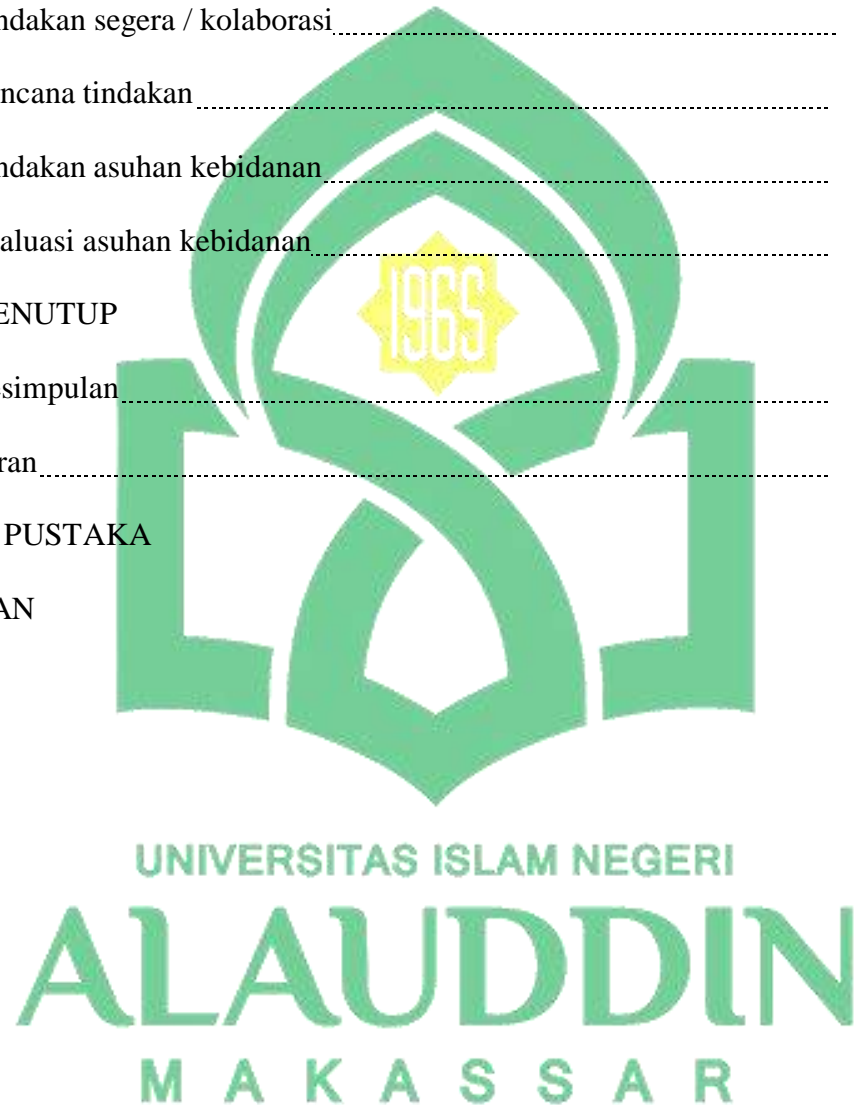 ndakan segera / kolaborasi
ncana tindakan
ndakan asuhan kebidanan
aluasi asuhan kebidanan
ENUTUP
esimpulan
ran
PUSTAKA
AN
1965
UNIVERSITAS ISLAM NEGERI
ALAUDDIN
MAKASSAR